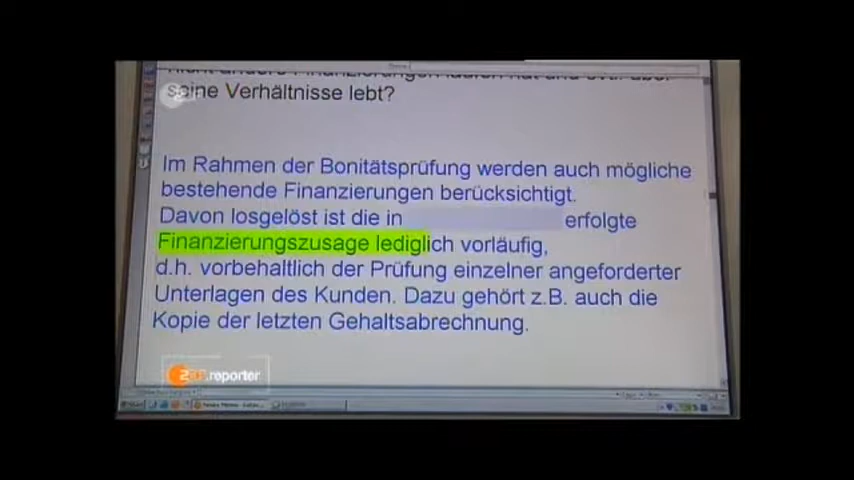 seine Verhältnisse lebt?
Im Rahmen der Bonitätsprüfung werden auch mögliche
bestehende Finanzierungen berücksichtigt.
Davon losgelöst ist die in erfolgte
Finanzierungszusage lediglich vorläufig,
d.h. vorbehaltlich der Prüfung einzelner angeforderter
Unterlagen des Kunden. Dazu gehört z.B. auch die
Kopie der letzten Gehaltsabrechnung.
ZDF.reporter